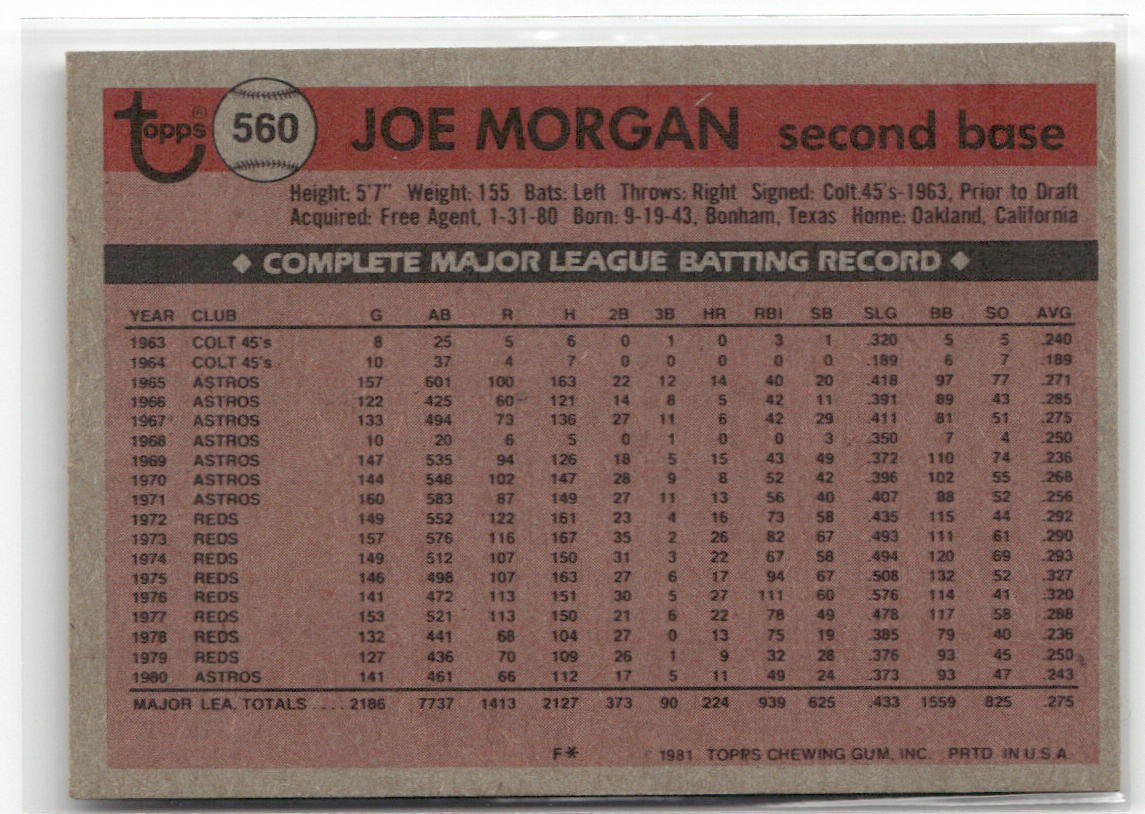 topps® 560 JOE MORGAN second base
Height: 5'7" Weight: 155 Bats: Left Throws: Right Signed: Colt 45's-1963, Prior to Draft
Acquired: Free Agent, 1-31-80 Born: 9-19-43, Bonham, Texas Home: Oakland, California
◆ COMPLETE MAJOR LEAGUE BATTING RECORD ◆
YEAR CLUB G AB R H 2B 3B HR RBI SB SLG BB SO AVG
1963 COLT 45's 8 25 5 6 0 1 0 3 1 .320 5 5 .240
1964 COLT 45's 10 37 4 7 0 0 0 0 0 .189 6 7 .189
1965 ASTROS 157 601 100 163 22 12 14 40 20 .418 97 77 .271
1966 ASTROS 122 425 60 121 14 8 5 42 11 .391 89 43 .285
1967 ASTROS 133 494 73 136 27 11 6 42 29 .411 81 51 .275
1968 ASTROS 10 20 6 5 0 1 0 0 3 .350 7 4 .250
1969 ASTROS 147 535 94 126 18 5 15 43 49 .372 110 74 .236
1970 ASTROS 144 548 102 147 28 9 8 52 42 .396 102 55 .268
1971 ASTROS 160 583 87 149 27 11 13 56 40 .407 88 52 .256
1972 REDS 149 552 122 161 23 4 16 73 58 .435 115 44 .292
1973 REDS 157 576 116 167 35 2 26 82 67 .493 111 61 .290
1974 REDS 149 512 107 150 31 3 22 67 58 .494 120 69 .293
1975 REDS 146 498 107 163 27 6 17 94 67 .508 132 52 .327
1976 REDS 141 472 113 151 30 5 27 111 60 .576 114 41 .320
1977 REDS 153 521 113 150 21 6 22 78 49 .478 117 58 .288
1978 REDS 132 441 68 104 27 0 13 75 19 .385 79 40 .236
1979 REDS 127 436 70 109 26 1 9 32 28 .376 93 45 .250
1980 ASTROS 141 461 66 112 17 5 11 49 24 .373 93 47 .243
MAJOR LEA. TOTALS .... 2186 7737 1413 2127 373 90 224 939 625 .433 1559 825 .275
F* © 1981 TOPPS CHEWING GUM, INC. PRTD IN U.S.A.